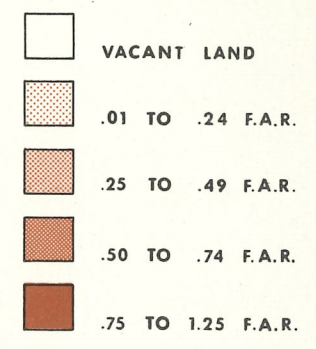 VACANT LAND
.01 TO .24 F.A.R.
.25 TO .49 F.A.R.
.50 TO .74 F.A.R.
.75 TO 1.25 F.A.R.